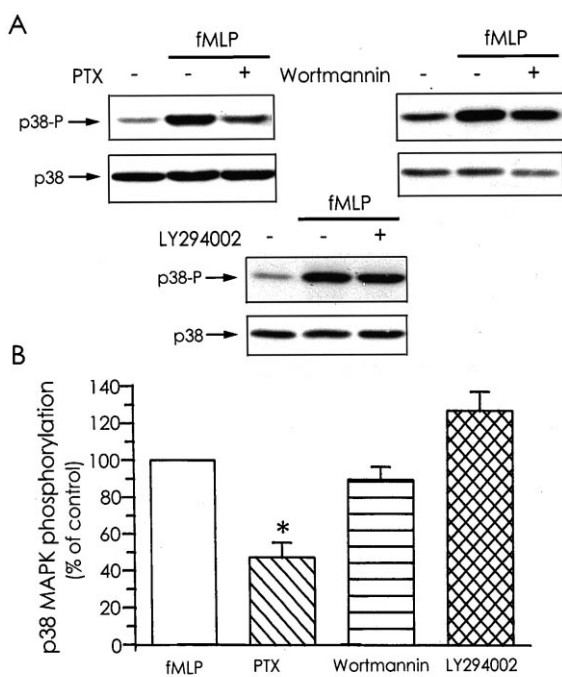 A
fMLP
PTX - - +
p38-P
p38
fMLP
Wortmannin - - +
fMLP
LY294002 - - +
p38-P
p38
B
p38 MAPK phosphorylation
(% of control)
140
120
100
80
60
40
20
0
*
fMLP PTX Wortmannin LY294002